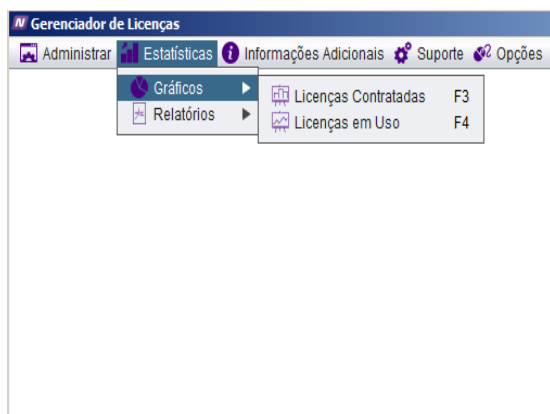 Gerenciador de Licenças
Administrar Estatísticas Informações Adicionais Suporte Opções
Gráficos
Relatórios
Licenças Contratadas F3
Licenças em Uso F4